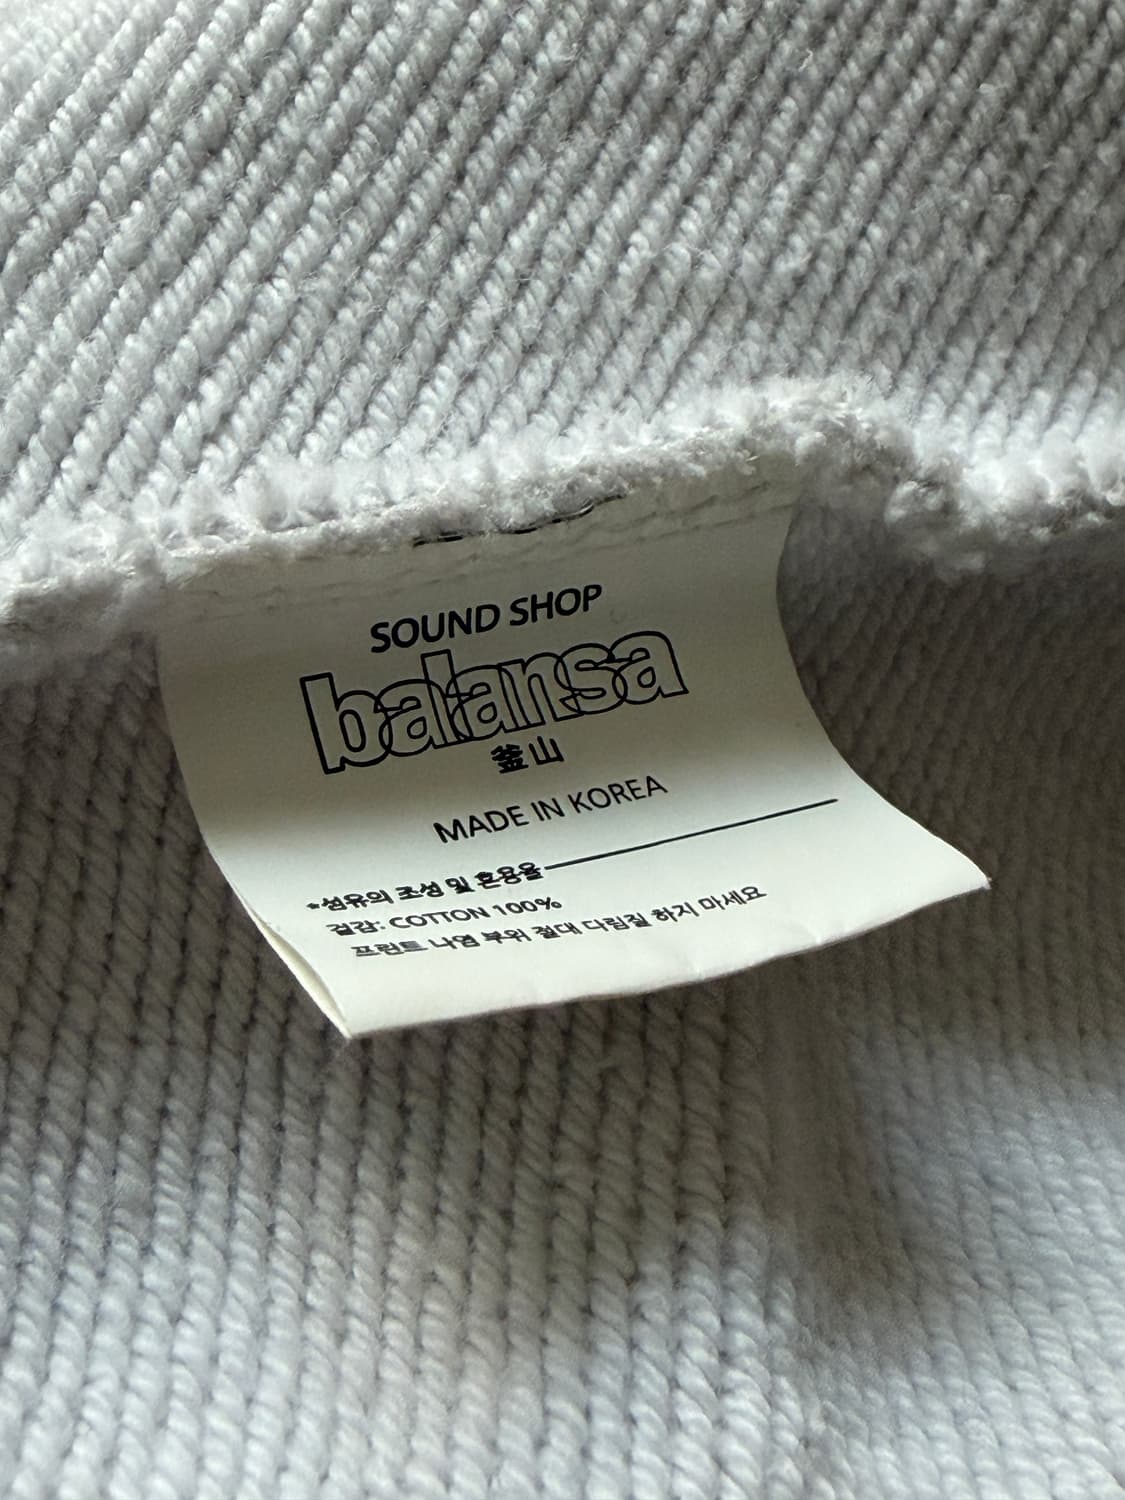 SOUND SHOP
balansa
釜山
MADE IN KOREA
*섬유의 조성 및 혼용율
겉감: COTTON 100%
프린트 나염 부위 절대 다림질 하지 마세요